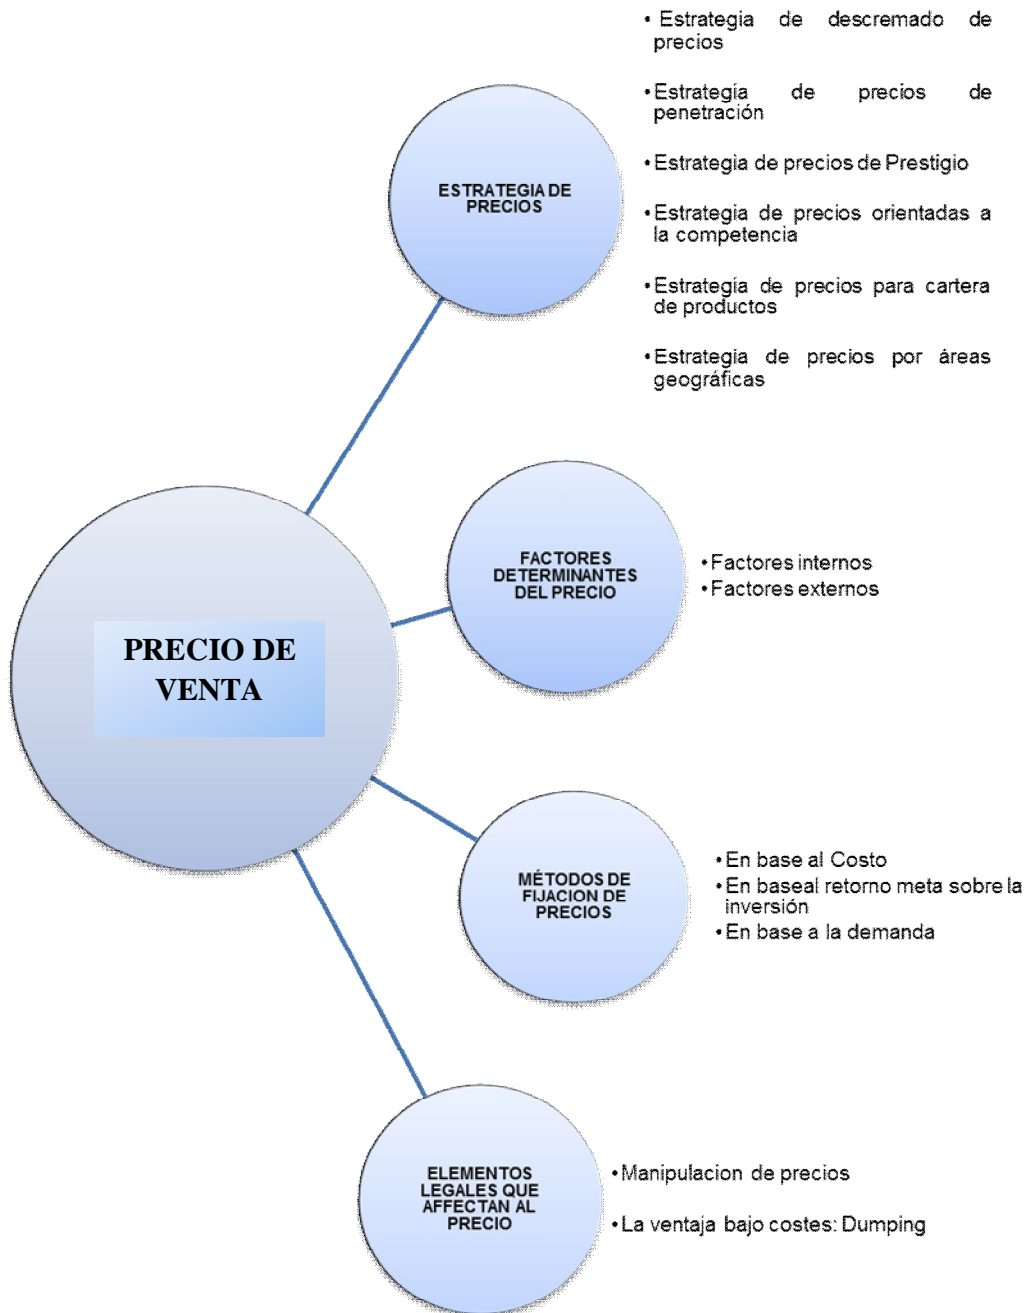 • Estrategia de descremado de
precios
•Estrategia de precios de
penetración
•Estrategia de precios de Prestigio
•Estrategia de precios orientadas a
la competencia
•Estrategia de precios para cartera
de productos
•Estrategia de precios por áreas
geográficas
ESTRATEGIA DE
PRECIOS
FACTORES
DETERMINANTES
DEL PRECIO
•Factores internos
•Factores externos
PRECIO DE
VENTA
MÉTODOS DE
FIJACION DE
PRECIOS
•En base al Costo
•En baseal retorno meta sobre la
inversión
•En base a la demanda
ELEMENTOS
LEGALES QUE
AFFECTAN AL
PRECIO
•Manipulacion de precios
•La ventaja bajo costes: Dumping